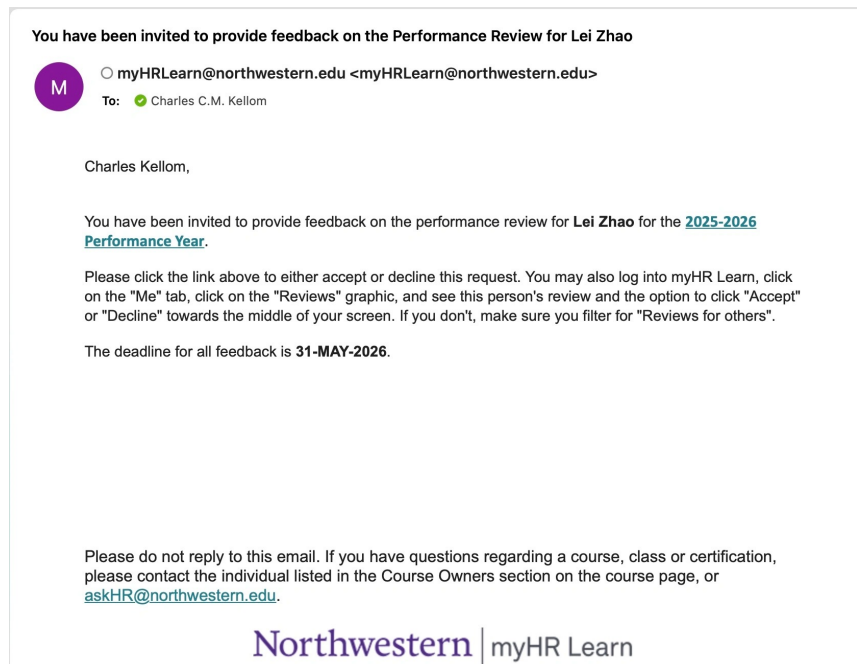 You have been invited to provide feedback on the Performance Review for Lei Zhao
M
myHRLearn@northwestern.edu <myHRLearn@northwestern.edu>
To: Charles C.M. Kellom
Charles Kellom,
You have been invited to provide feedback on the performance review for Lei Zhao for the 2025-2026
Performance Year.
Please click the link above to either accept or decline this request. You may also log into myHR Learn, click
on the "Me" tab, click on the "Reviews" graphic, and see this person's review and the option to click "Accept"
or "Decline" towards the middle of your screen. If you don't, make sure you filter for "Reviews for others".
The deadline for all feedback is 31-MAY-2026.
Please do not reply to this email. If you have questions regarding a course, class or certification,
please contact the individual listed in the Course Owners section on the course page, or
askHR@northwestern.edu.
Northwestern | myHR Learn